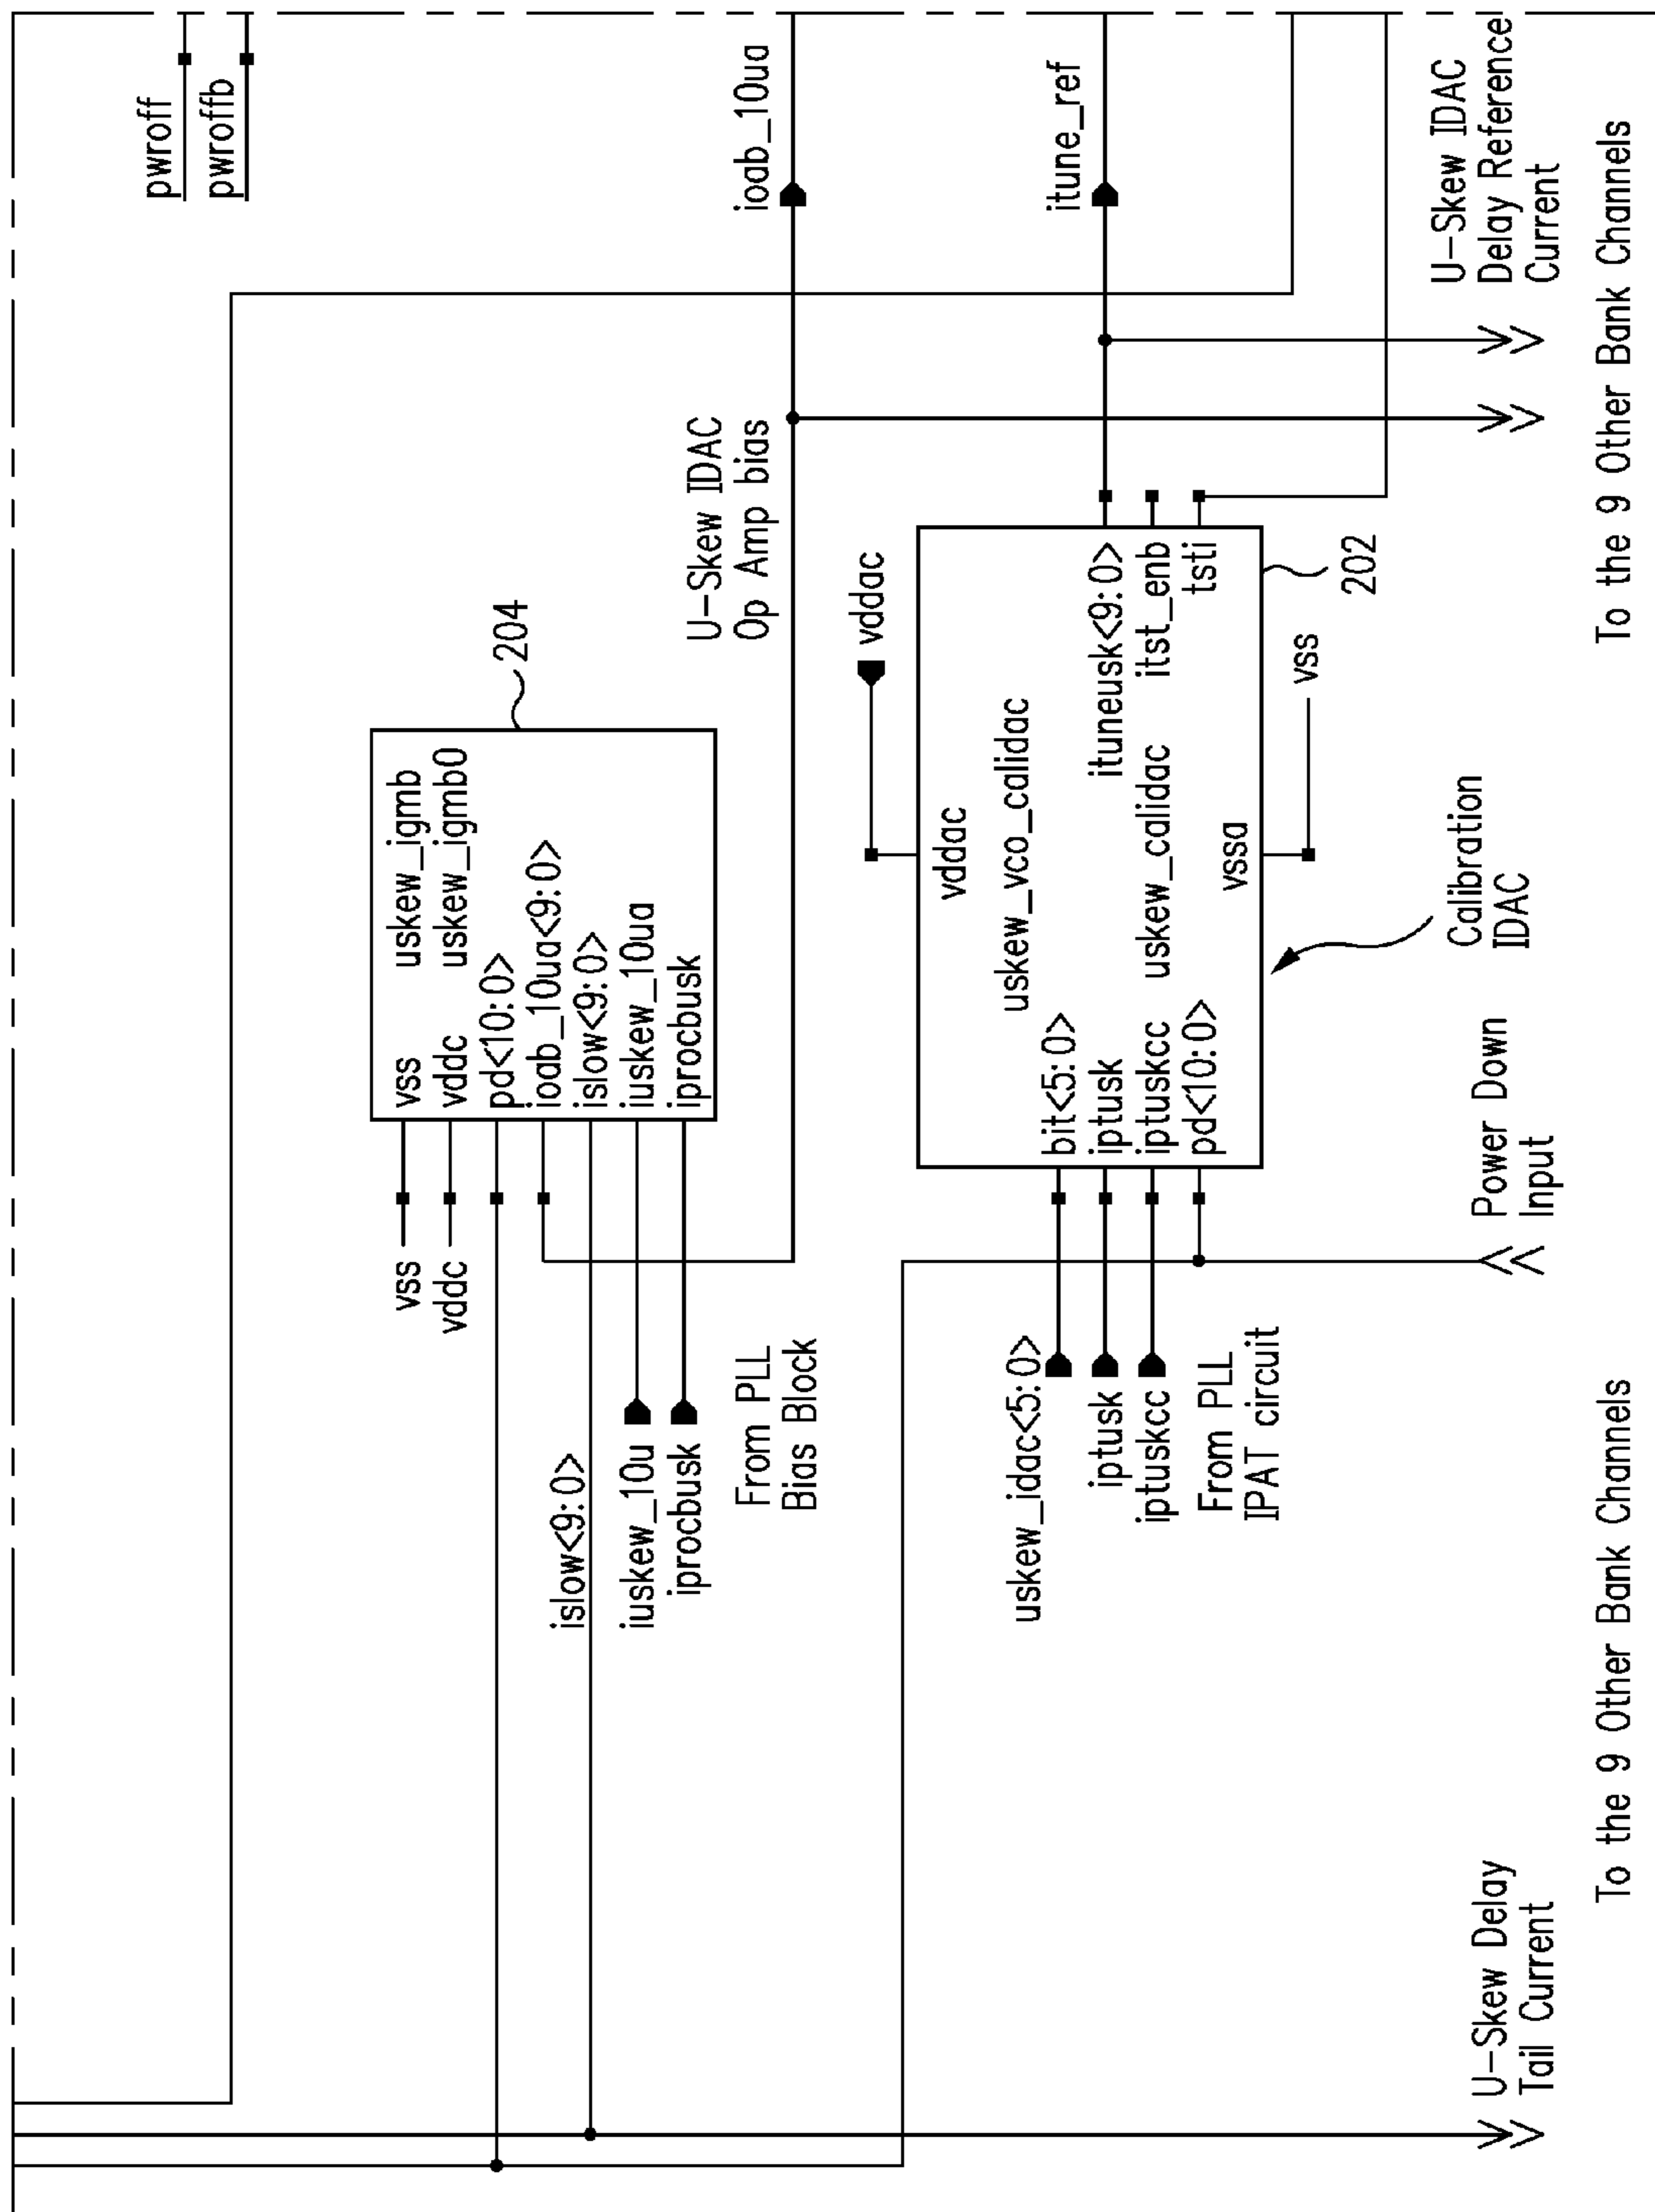 pwroff
pwroffb
204
vss
vddc
vss
vddc
pd<10:0>
ioab_10ua<9:0>
islow<9:0>
iuskew_10ua
iprocbusk
uskew_igmb
uskew_igmb0
islow<9:0>
iuskew_10u
iprocbusk
From PLL
Bias Block
U-Skew IDAC
Op Amp bias
ioab_10ua
vddac
vddac
uskew_vco_calidac
bit<5:0>
iptusk
iptuskcc
pd<10:0>
uskew_calidac
ituneusk<9:0>
itst_enb
tsti
vssa
vss
202
itune_ref
uskew_idac<5:0>
iptusk
iptuskcc
From PLL
IPAT circuit
Calibration
IDAC
U-Skew Delay
Tail Current
Power Down
Input
U-Skew IDAC
Delay Reference
Current
To the 9 Other Bank Channels
To the 9 Other Bank Channels